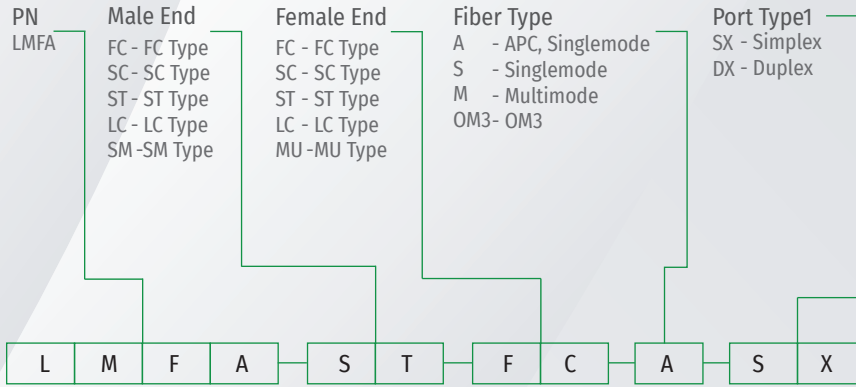 PN
LMFA
Male End
FC - FC Type
SC - SC Type
ST - ST Type
LC - LC Type
SM -SM Type
Female End
FC - FC Type
SC - SC Type
ST - ST Type
LC - LC Type
MU -MU Type
Fiber Type
A - APC, Singlemode
S - Singlemode
M - Multimode
OM3- OM3
Port Type1
SX - Simplex
DX - Duplex
L M F A - S T - F C - A - S X